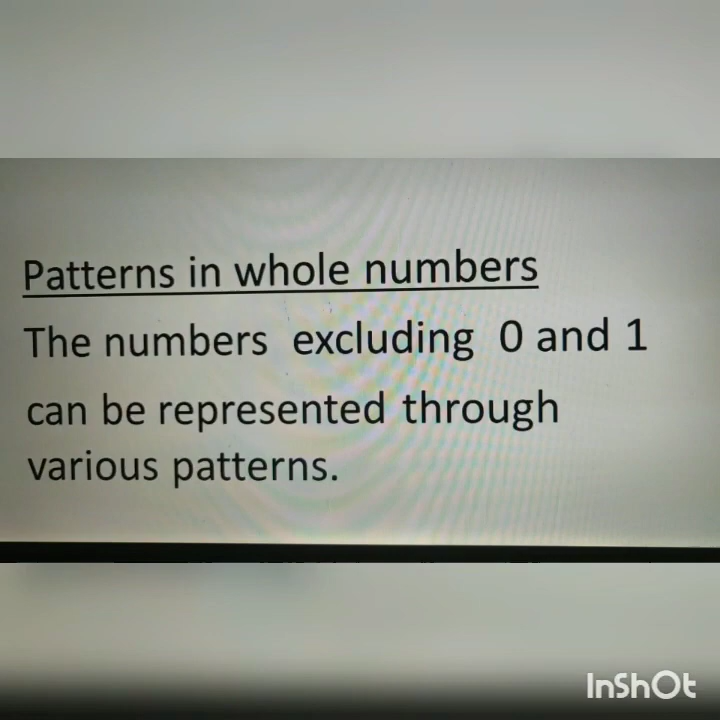 Patterns in whole numbers
The numbers excluding 0 and 1
can be represented through
various patterns.
InShOt